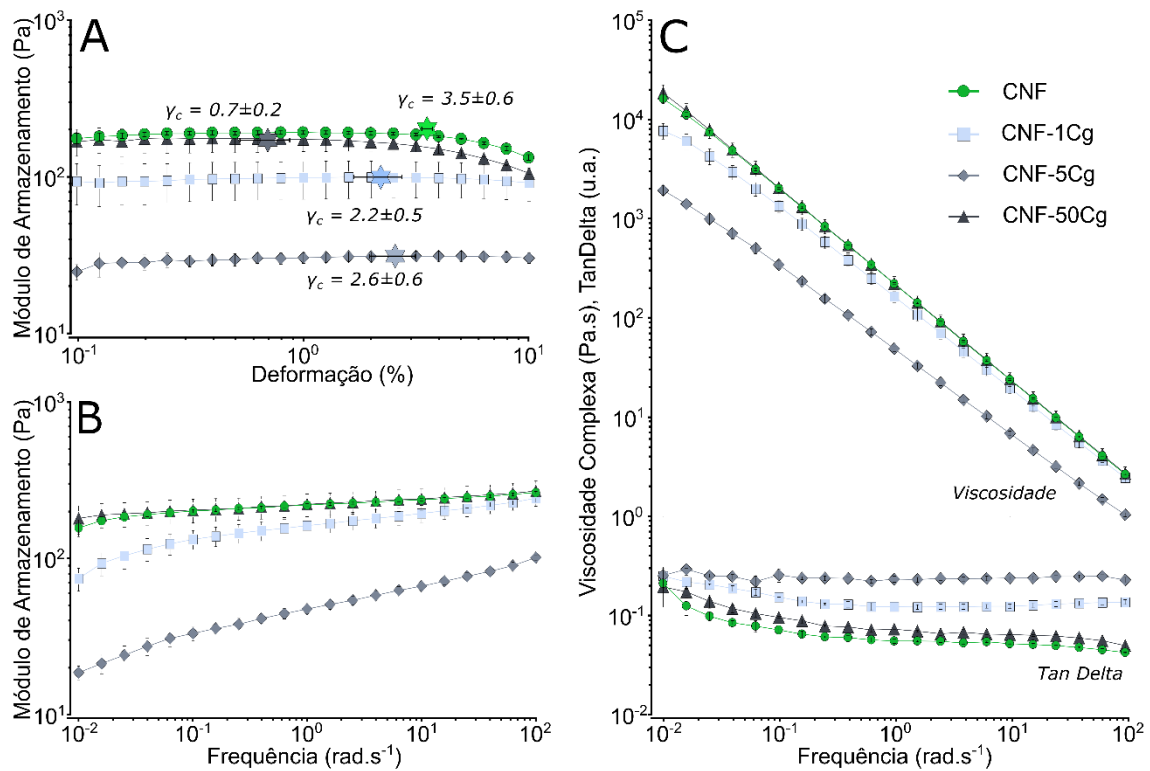 A
Módulo de Armazenamento (Pa)
10³
10²
10¹
γc = 0.7±0.2
γc = 3.5±0.6
γc = 2.2±0.5
γc = 2.6±0.6
10⁻¹
10⁰
10¹
Deformação (%)
B
Módulo de Armazenamento (Pa)
10³
10²
10¹
10⁻²
10⁻¹
10⁰
10¹
10²
Frequência (rad.s⁻¹)
C
Viscosidade Complexa (Pa.s), TanDelta (u.a.)
10⁵
10⁴
10³
10²
10¹
10⁰
10⁻¹
10⁻²
CNF
CNF-1Cg
CNF-5Cg
CNF-50Cg
Viscosidade
Tan Delta
10⁻²
10⁻¹
10⁰
10¹
10²
Frequência (rad.s⁻¹)